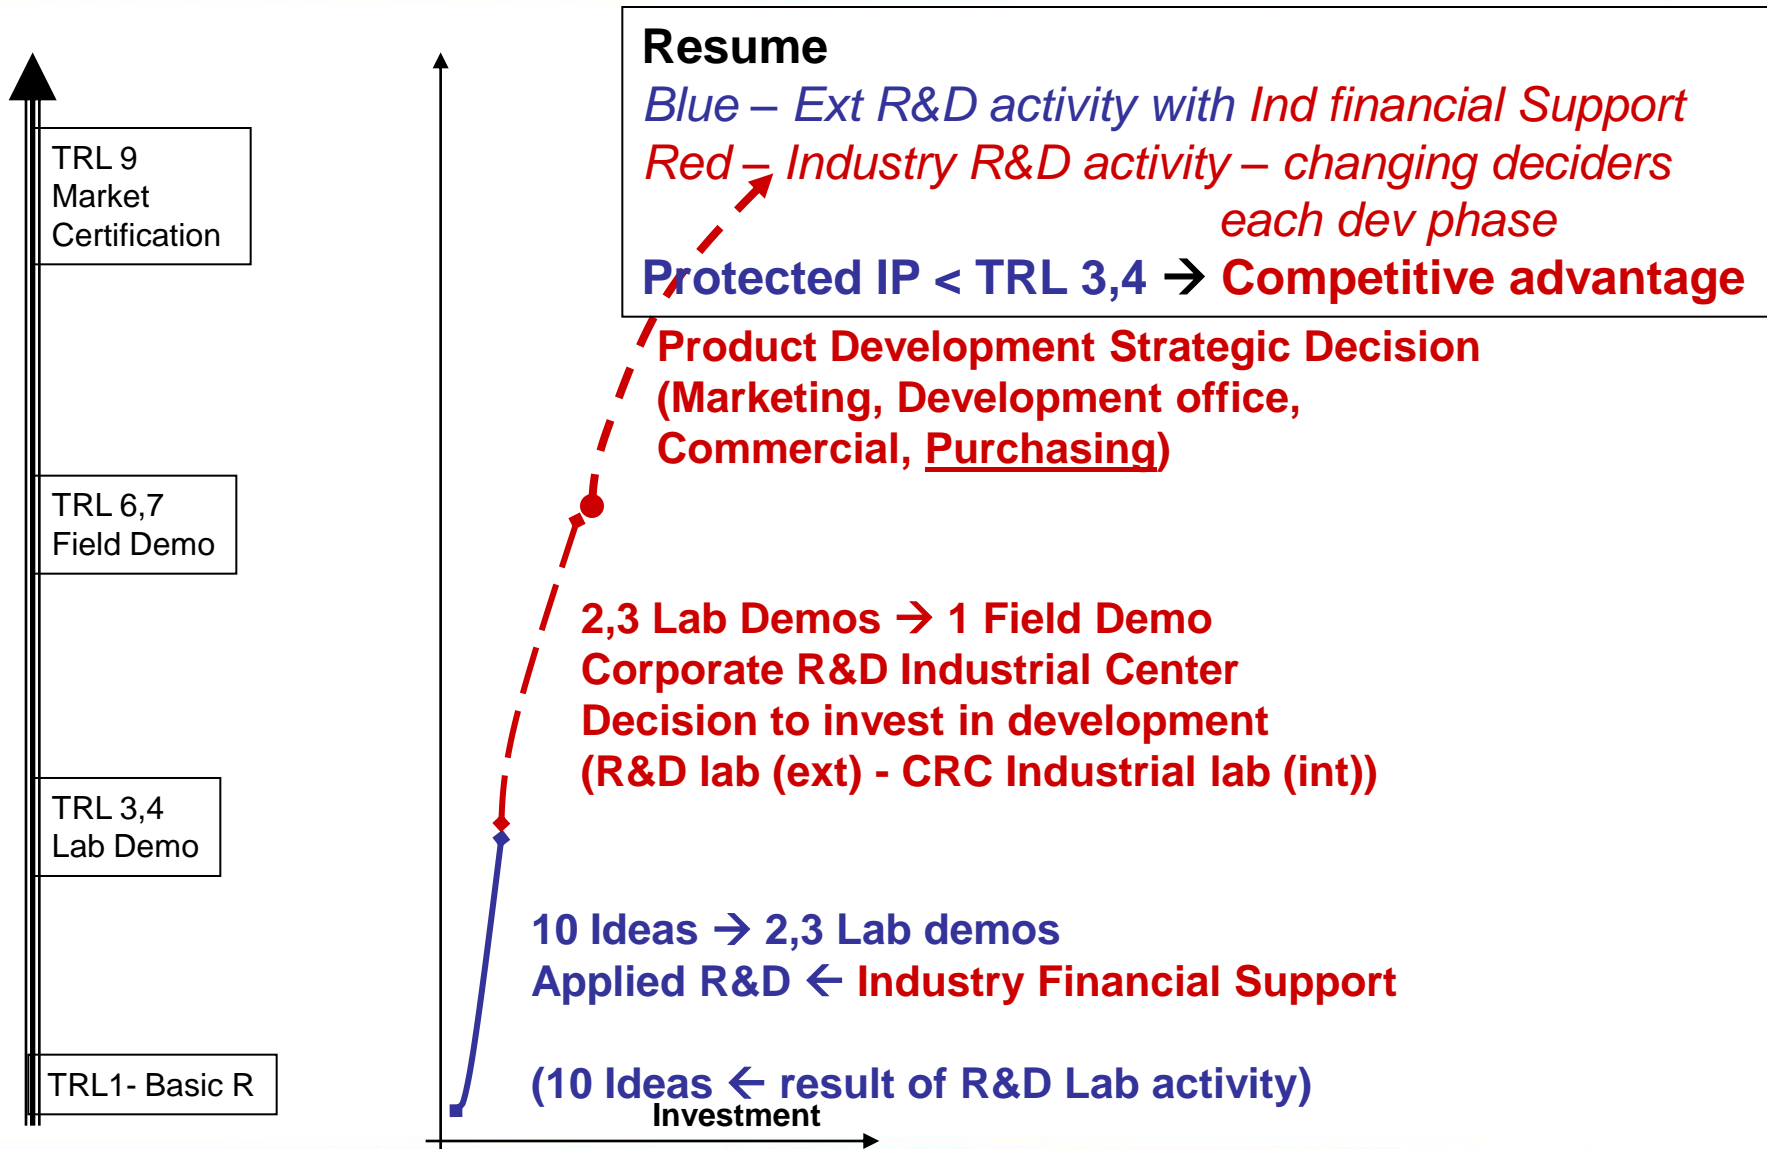 Resume
Blue – Ext R&D activity with Ind financial Support
Red – Industry R&D activity – changing deciders
each dev phase
Protected IP < TRL 3,4 → Competitive advantage
TRL 9
Market
Certification
Product Development Strategic Decision
(Marketing, Development office,
Commercial, Purchasing)
TRL 6,7
Field Demo
2,3 Lab Demos → 1 Field Demo
Corporate R&D Industrial Center
Decision to invest in development
(R&D lab (ext) - CRC Industrial lab (int))
TRL 3,4
Lab Demo
10 Ideas → 2,3 Lab demos
Applied R&D ← Industry Financial Support
TRL1- Basic R
(10 Ideas ← result of R&D Lab activity)
Investment